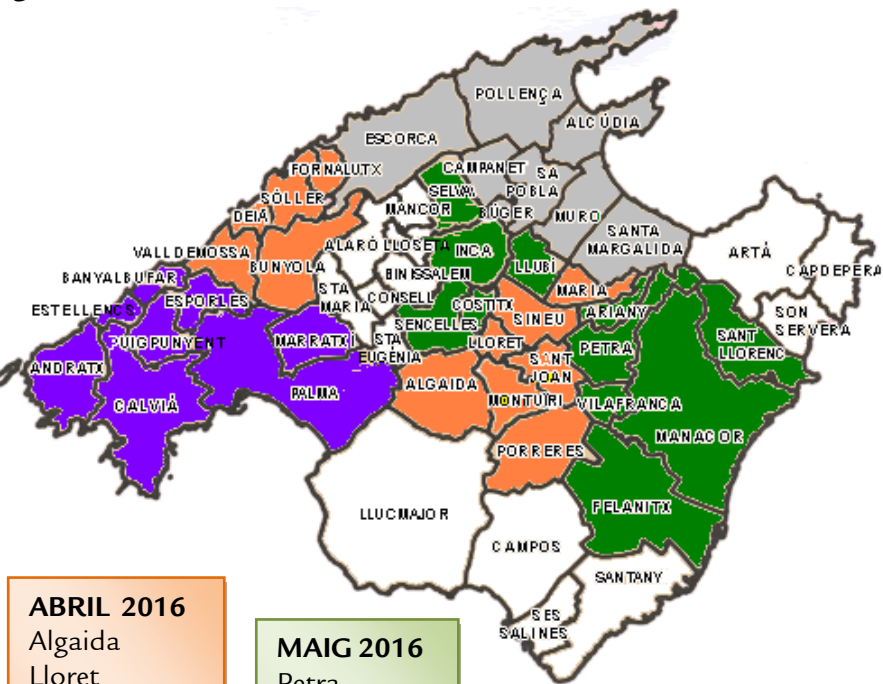 POLLENÇA
ALCÚDIA
ESCORCA
FORNALUTX
CAMPANET
SA
POBLA
SÓLLER
SELVA
MANCOR
BÚGER
MURO
DEIÀ
SANTA
MARGALIDA
VALLDEMOSSA
ALARÓ
LLOSETA
INCA
LLUBÍ
ARTÀ
BUNYOLA
BINISSALEM
CAPDEPERA
BANYALBUFAR
ESPORLES
STA
MARIA
CONSELL
COSTITX
MARIA
ESTELLENCS
SENCELLES
SINEU
ARIANY
SON
SERVERA
PUIGPUNYENT
MARRATXÍ
STA
EUGÈNIA
LLORET
PETRA
SANT
LLORENC
ANDRATX
SANT
JOAN
ALGAIDA
CALVIÀ
PALMA
MONTUÏRI
VILAFRANCA
MANACOR
PORRERES
FELANITX
LLUCMAJOR
CAMPOS
SANTANY
SES
SALINES
ABRIL 2016
Algaida
Lloret
MAIG 2016
Petra